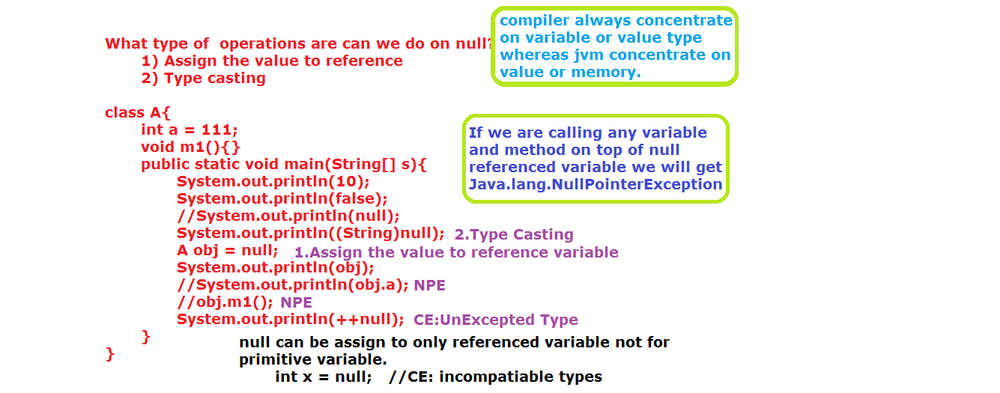 What type of  operations are can we do on null?
1) Assign the value to reference
2) Type casting
compiler always concentrate
on variable or value type
whereas jvm concentrate on
value or memory.
class A{
int a = 111;
void m1(){}
public static void main(String[] s){
System.out.println(10);
System.out.println(false);
//System.out.println(null);
System.out.println((String)null); 2.Type Casting
A obj = null; 1.Assign the value to reference variable
System.out.println(obj);
//System.out.println(obj.a); NPE
//obj.m1(); NPE
System.out.println(++null); CE:UnExcepted Type
}
}
If we are calling any variable
and method on top of null
referenced variable we will get
Java.lang.NullPointerException
null can be assign to only referenced variable not for
primitive variable.
int x = null; //CE: incompatiable types